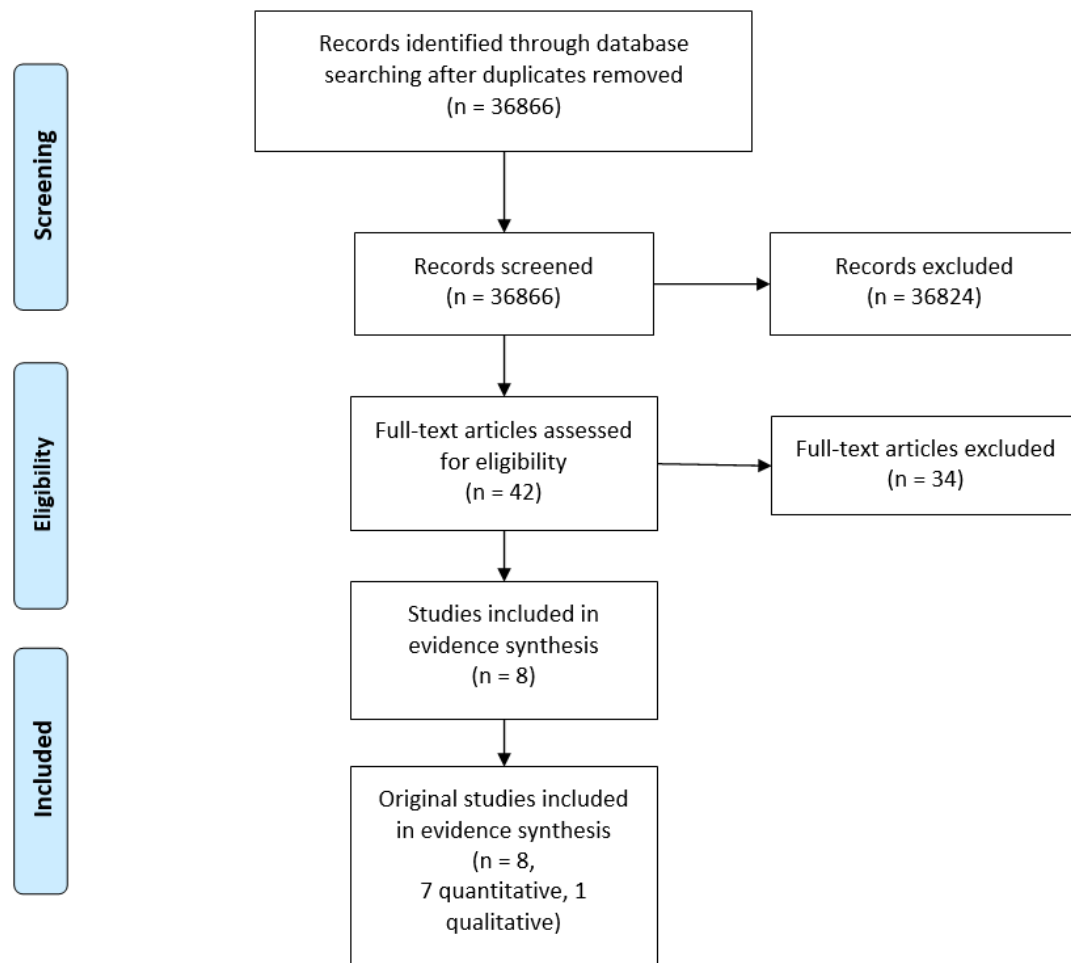 Records identified through database
searching after duplicates removed
(n = 36866)
Screening
Records screened
(n = 36866)
Records excluded
(n = 36824)
Eligibility
Full-text articles assessed
for eligibility
(n = 42)
Full-text articles excluded
(n = 34)
Studies included in
evidence synthesis
(n = 8)
Included
Original studies included
in evidence synthesis
(n = 8,
7 quantitative, 1
qualitative)